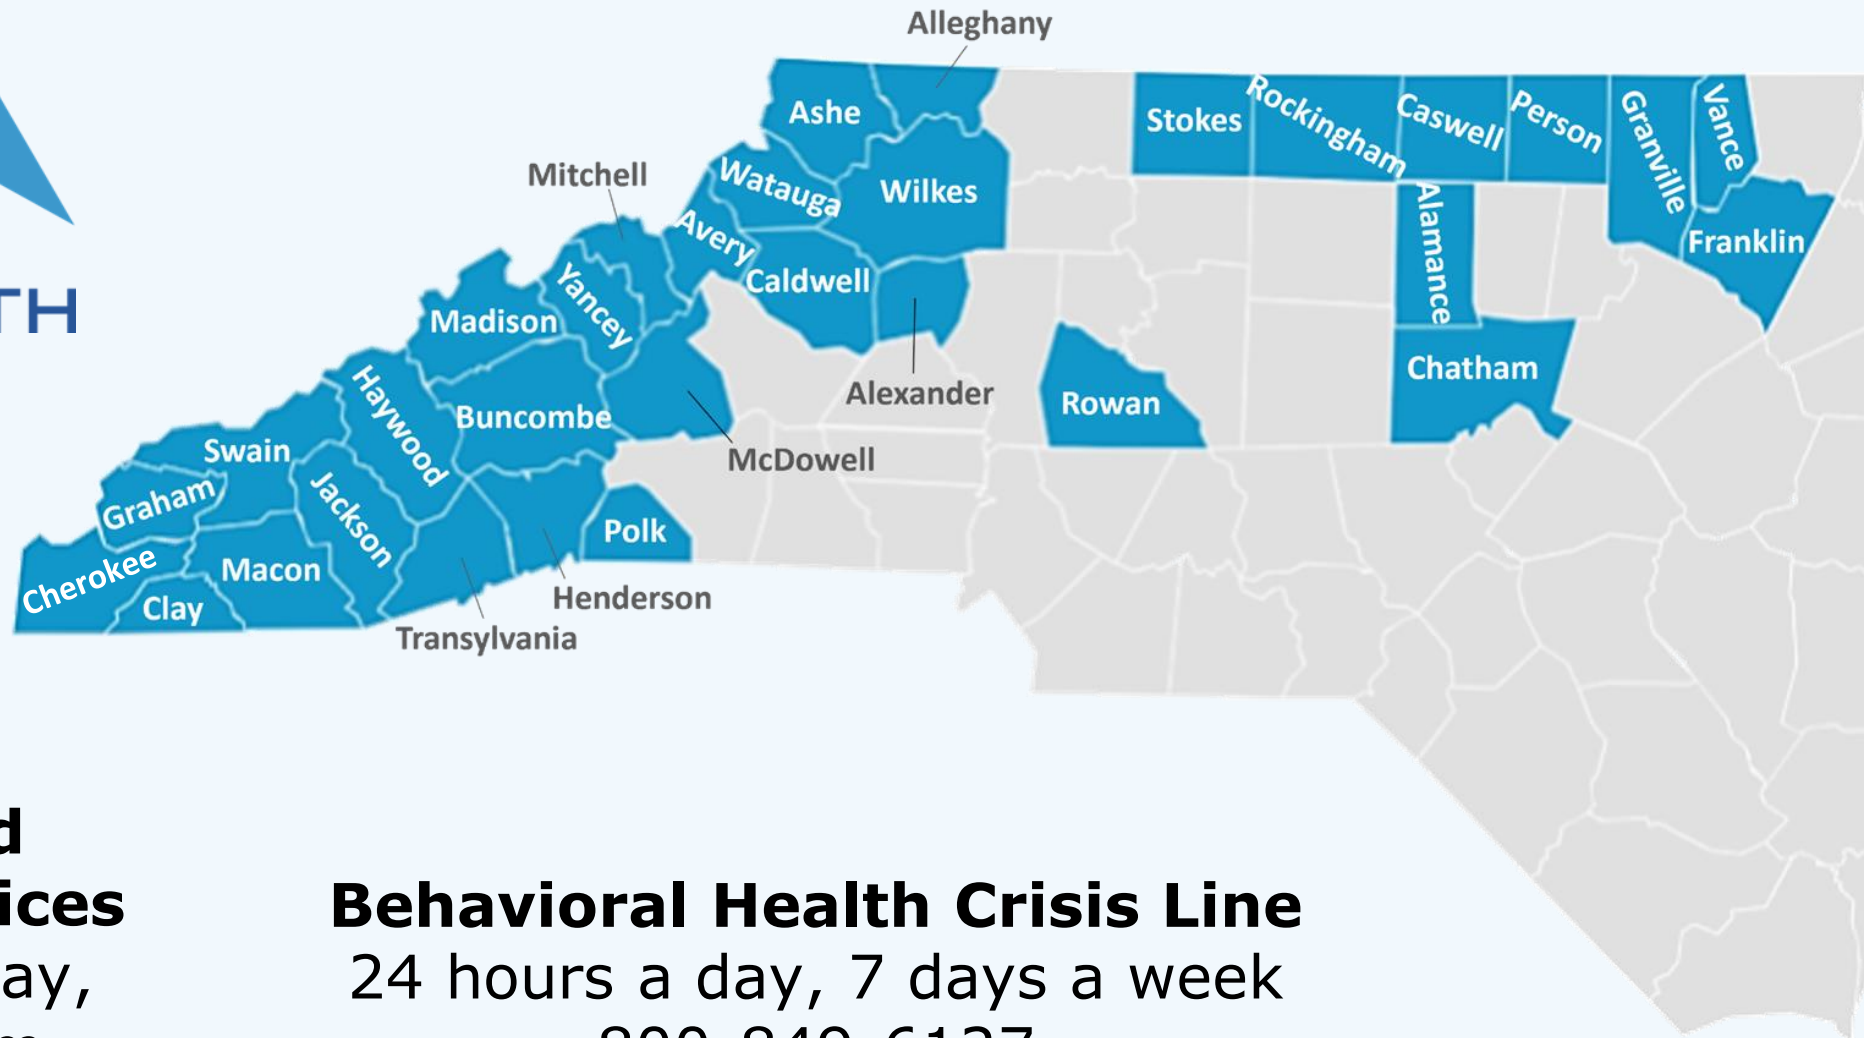 Alleghany
Ashe
Stokes
Rockingham
Caswell
Person
Granville
Vance
Mitchell
Watauga
Wilkes
Avery
Alamance
Franklin
Yancey
Caldwell
Madison
TH
Chatham
Haywood
Alexander
Rowan
Buncombe
Swain
McDowell
Graham
Jackson
Polk
Cherokee
Macon
Clay
Henderson
Transylvania
d
ices
ay,
Behavioral Health Crisis Line
24 hours a day, 7 days a week